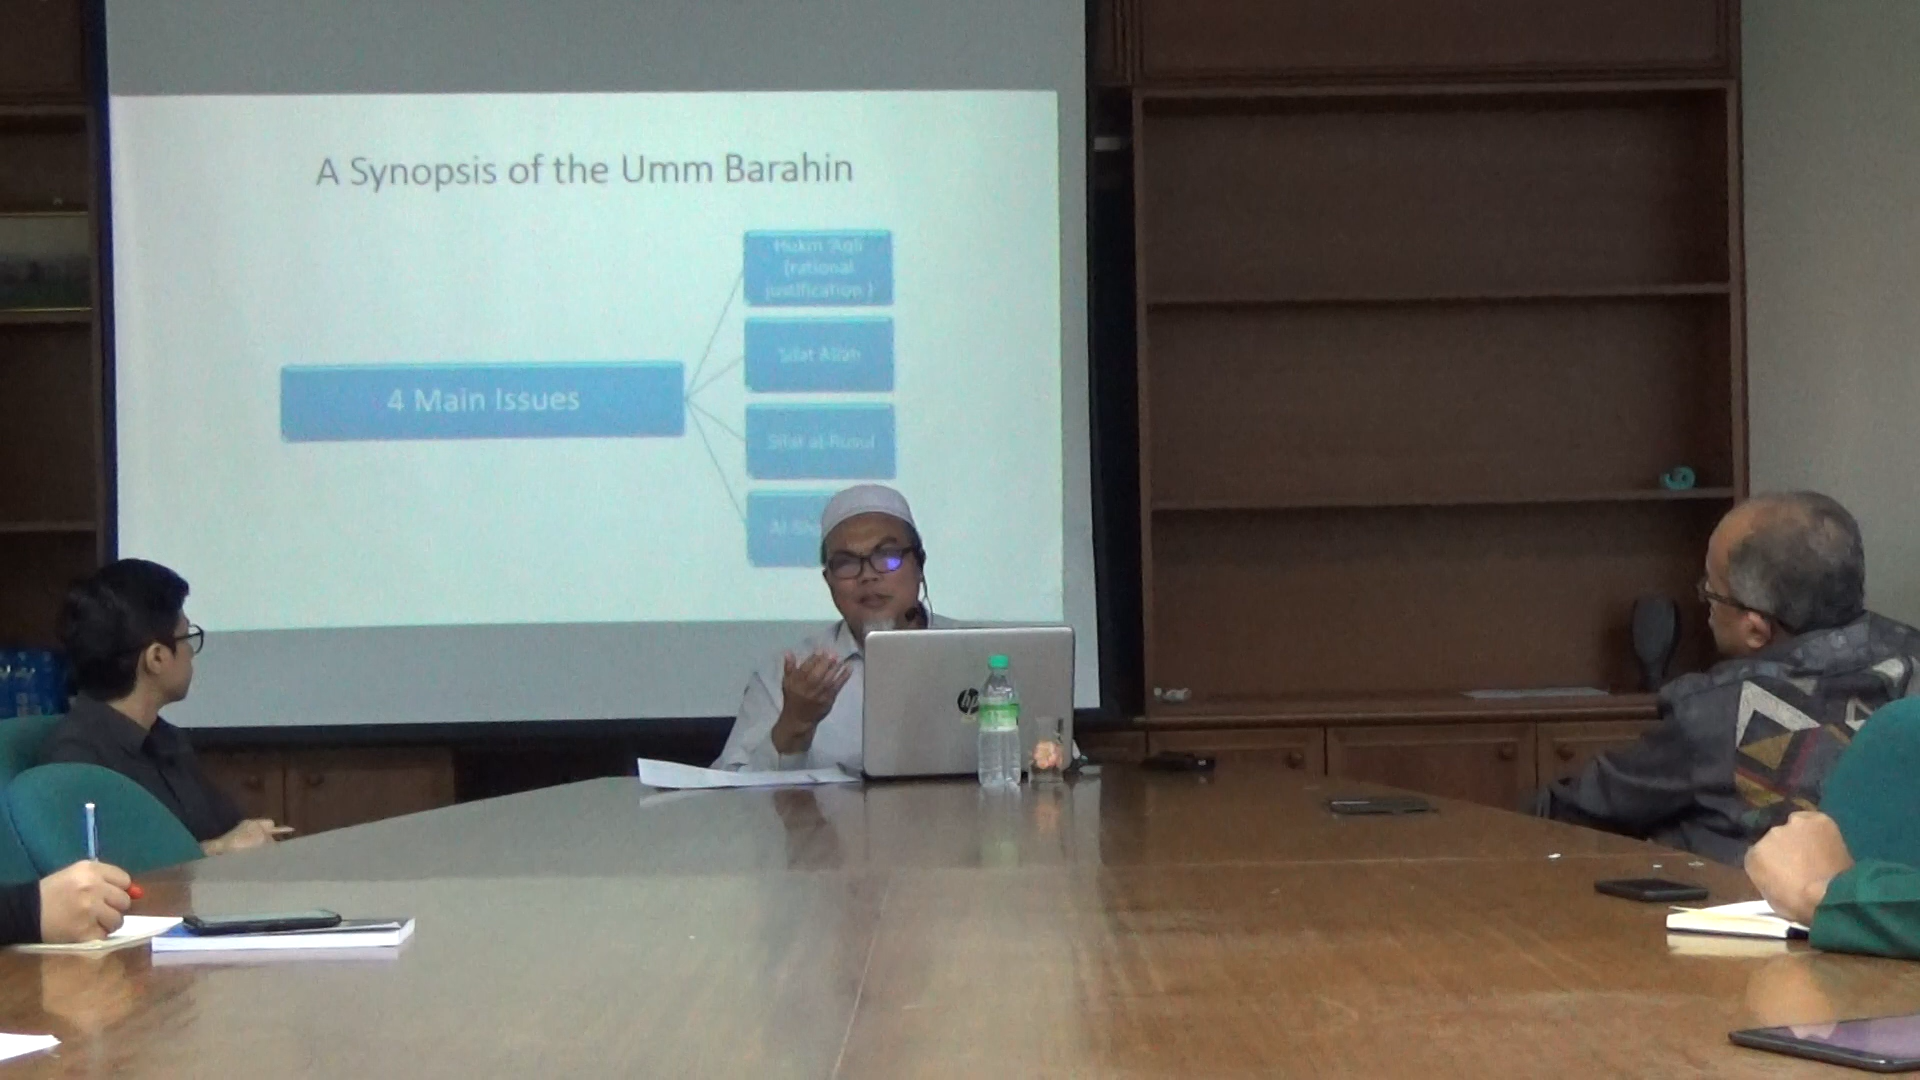 A Synopsis of the Umm Barahin
Hukm 'Aqli
(rational
justification )
4 Main Issues
Sifat Allah
Sifat al-Rusul
hp